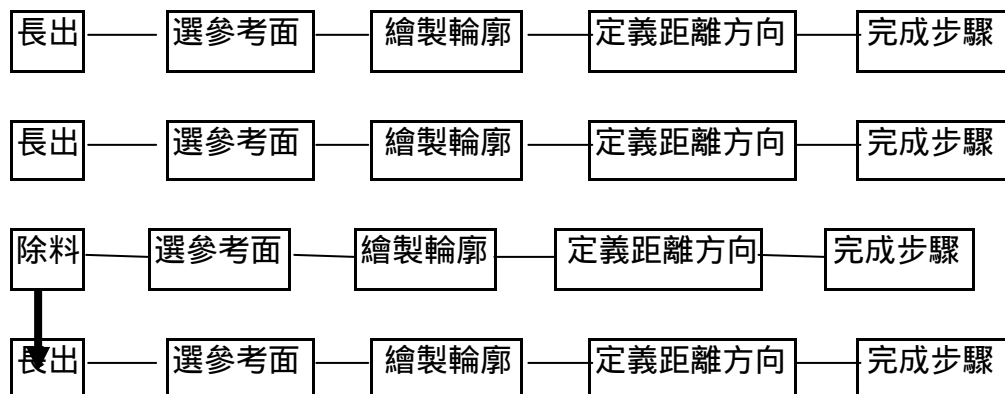 長出 選參考面 繪製輪廓 定義距離方向 完成步驟
長出 選參考面 繪製輪廓 定義距離方向 完成步驟
除料 選參考面 繪製輪廓 定義距離方向 完成步驟
長出 選參考面 繪製輪廓 定義距離方向 完成步驟